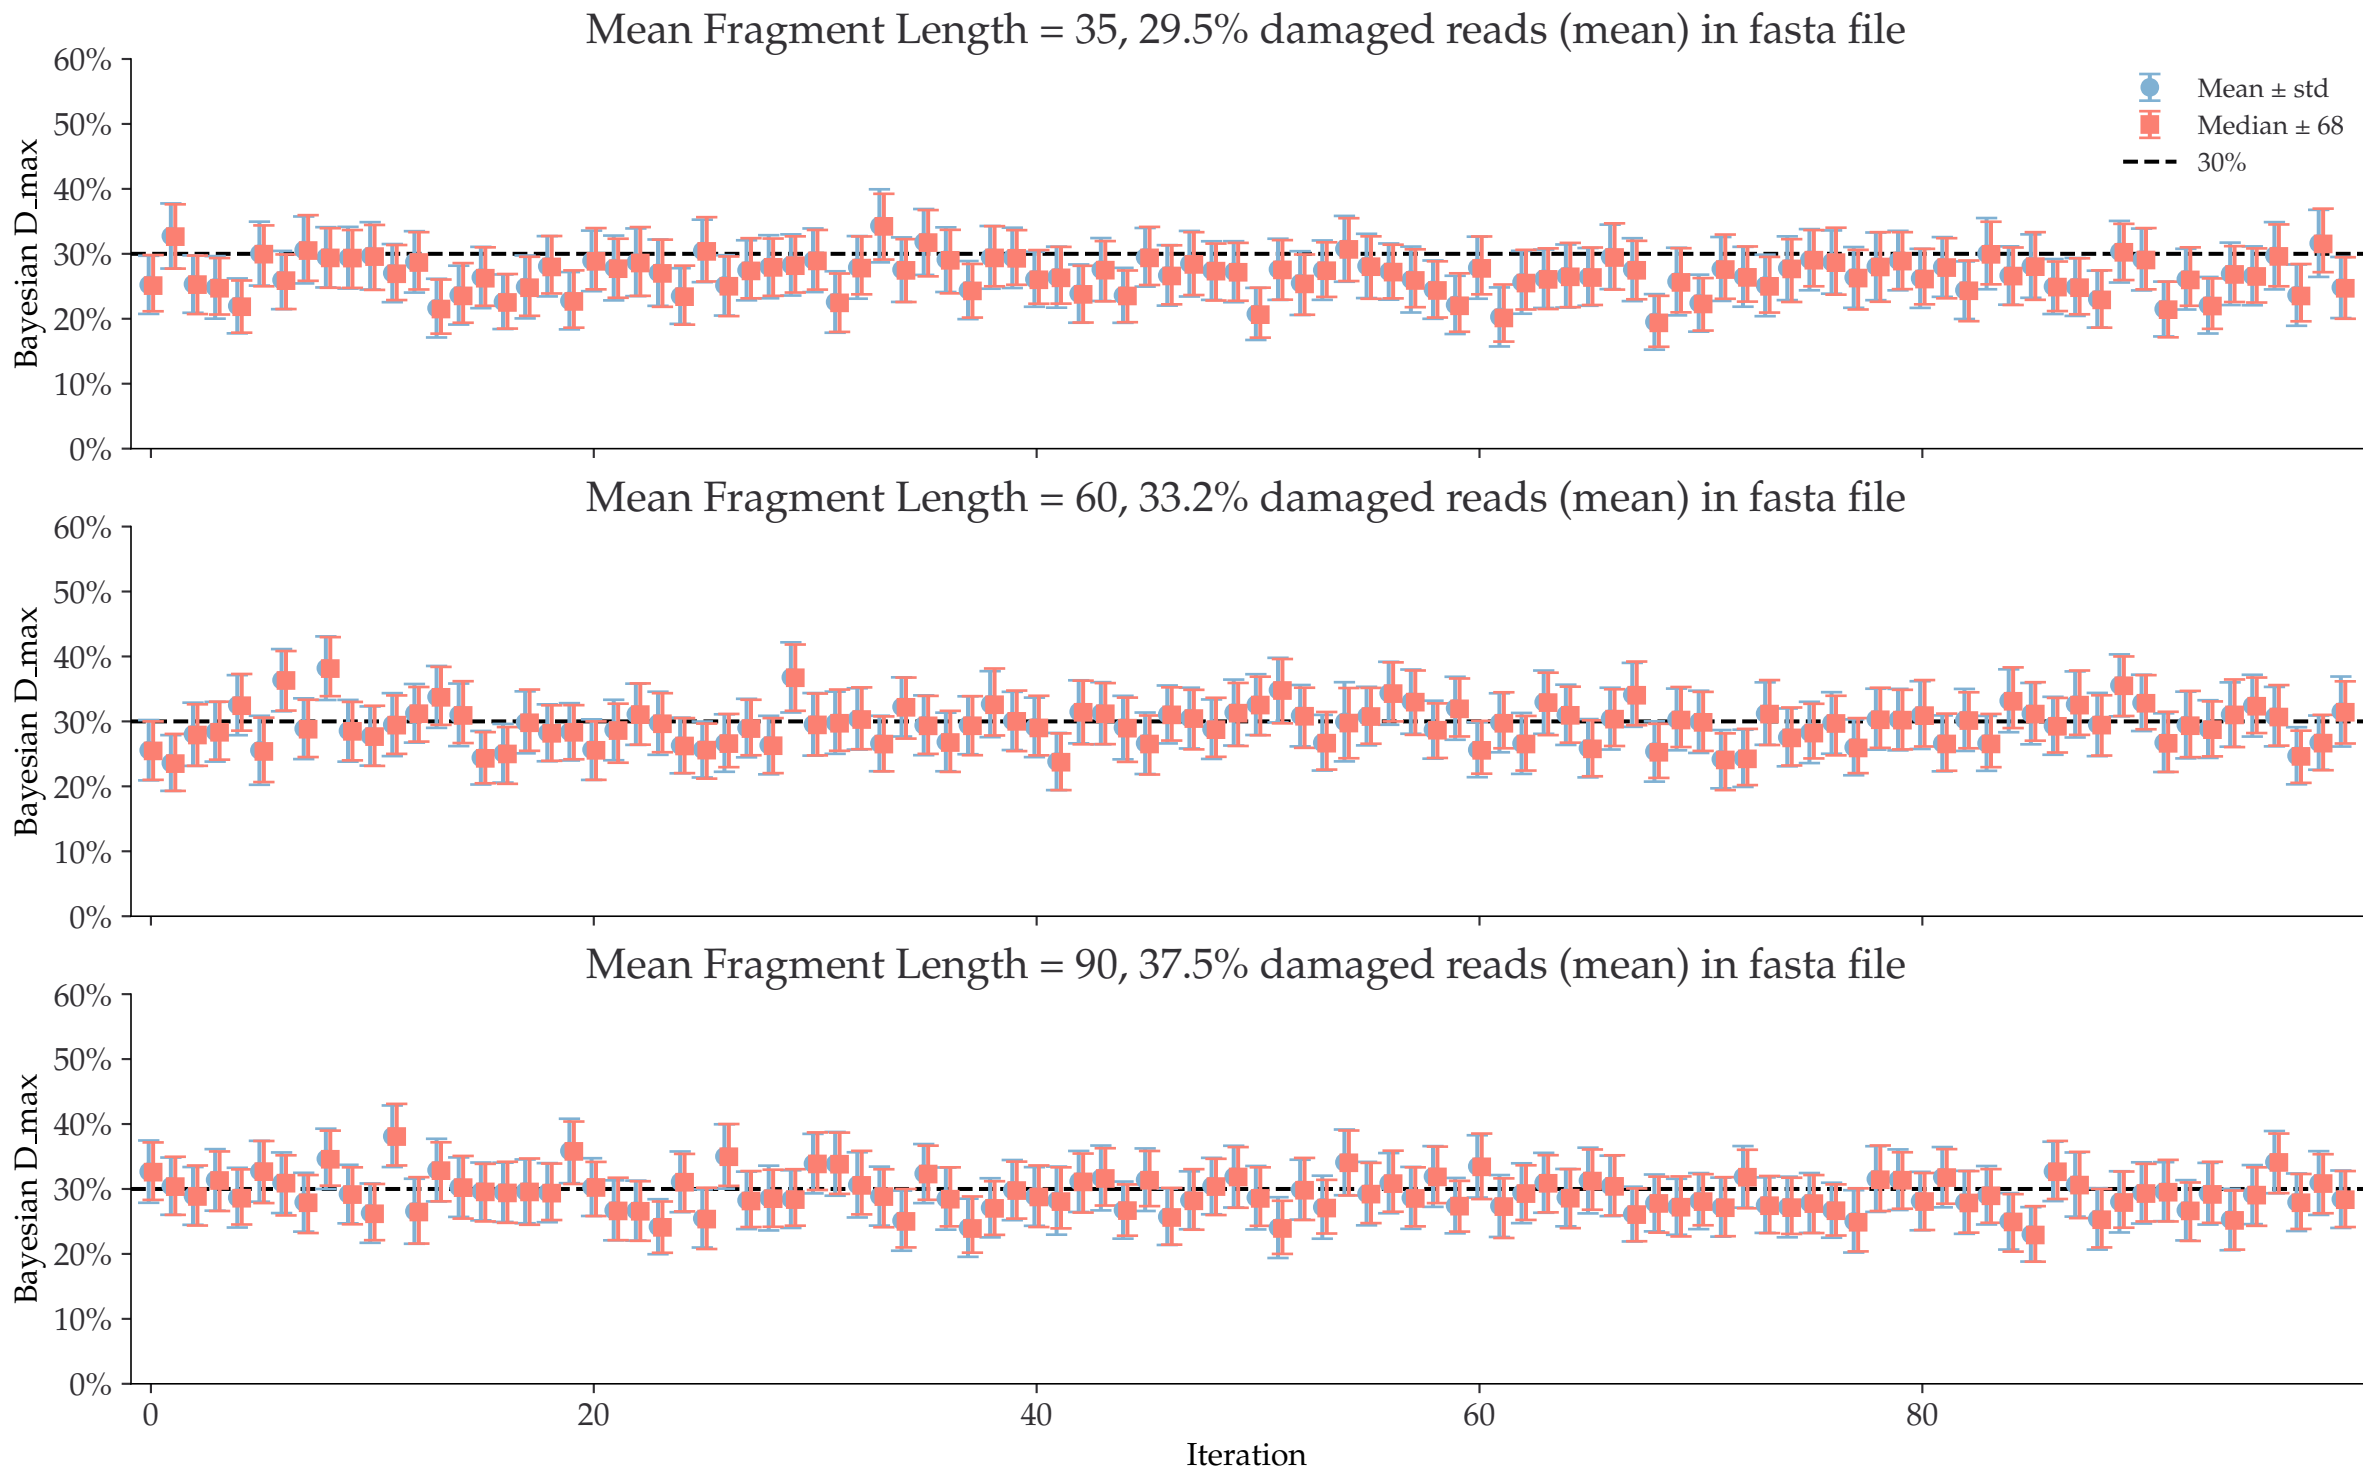 Mean Fragment Length = 35, 29.5% damaged reads (mean) in fasta file
60%
50%
40%
30%
20%
10%
0%
Bayesian D_max
Mean ± std
Median ± 68
30%
Mean Fragment Length = 60, 33.2% damaged reads (mean) in fasta file
60%
50%
40%
30%
20%
10%
0%
Bayesian D_max
Mean Fragment Length = 90, 37.5% damaged reads (mean) in fasta file
60%
50%
40%
30%
20%
10%
0%
Bayesian D_max
0 20 40 60 80
Iteration